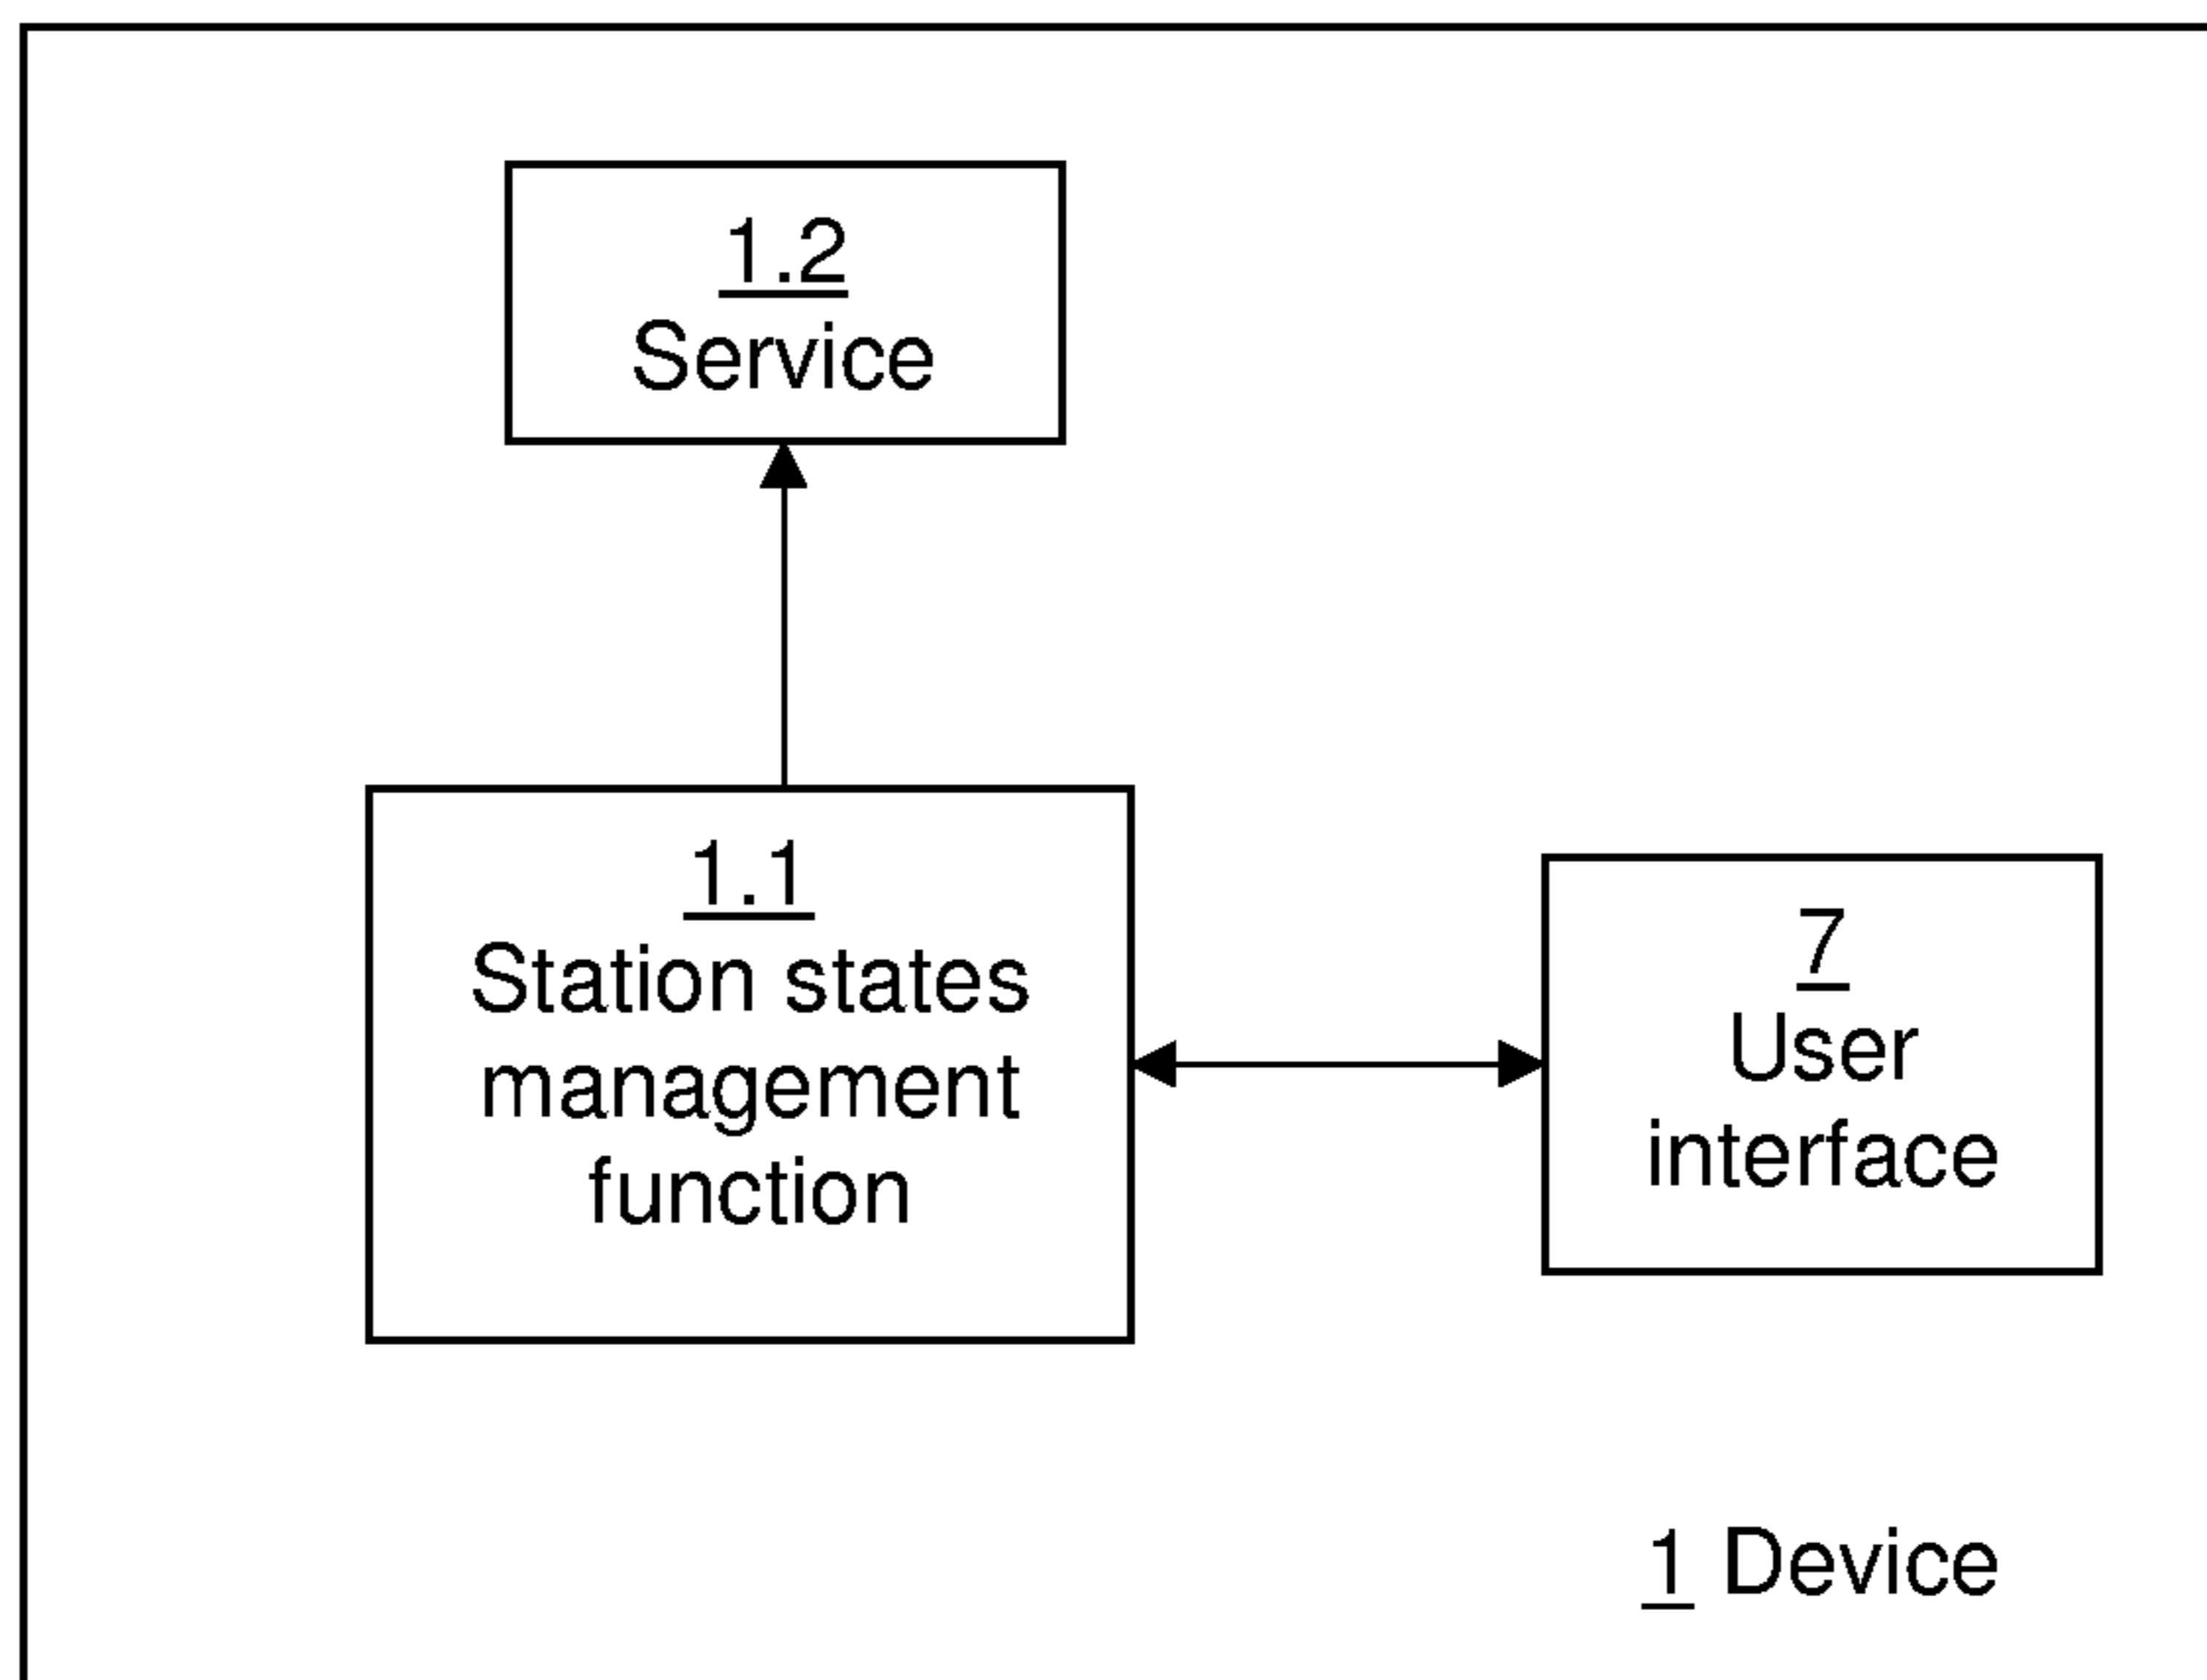 1.2
Service
1.1
Station states
management
function
7
User
interface
1 Device